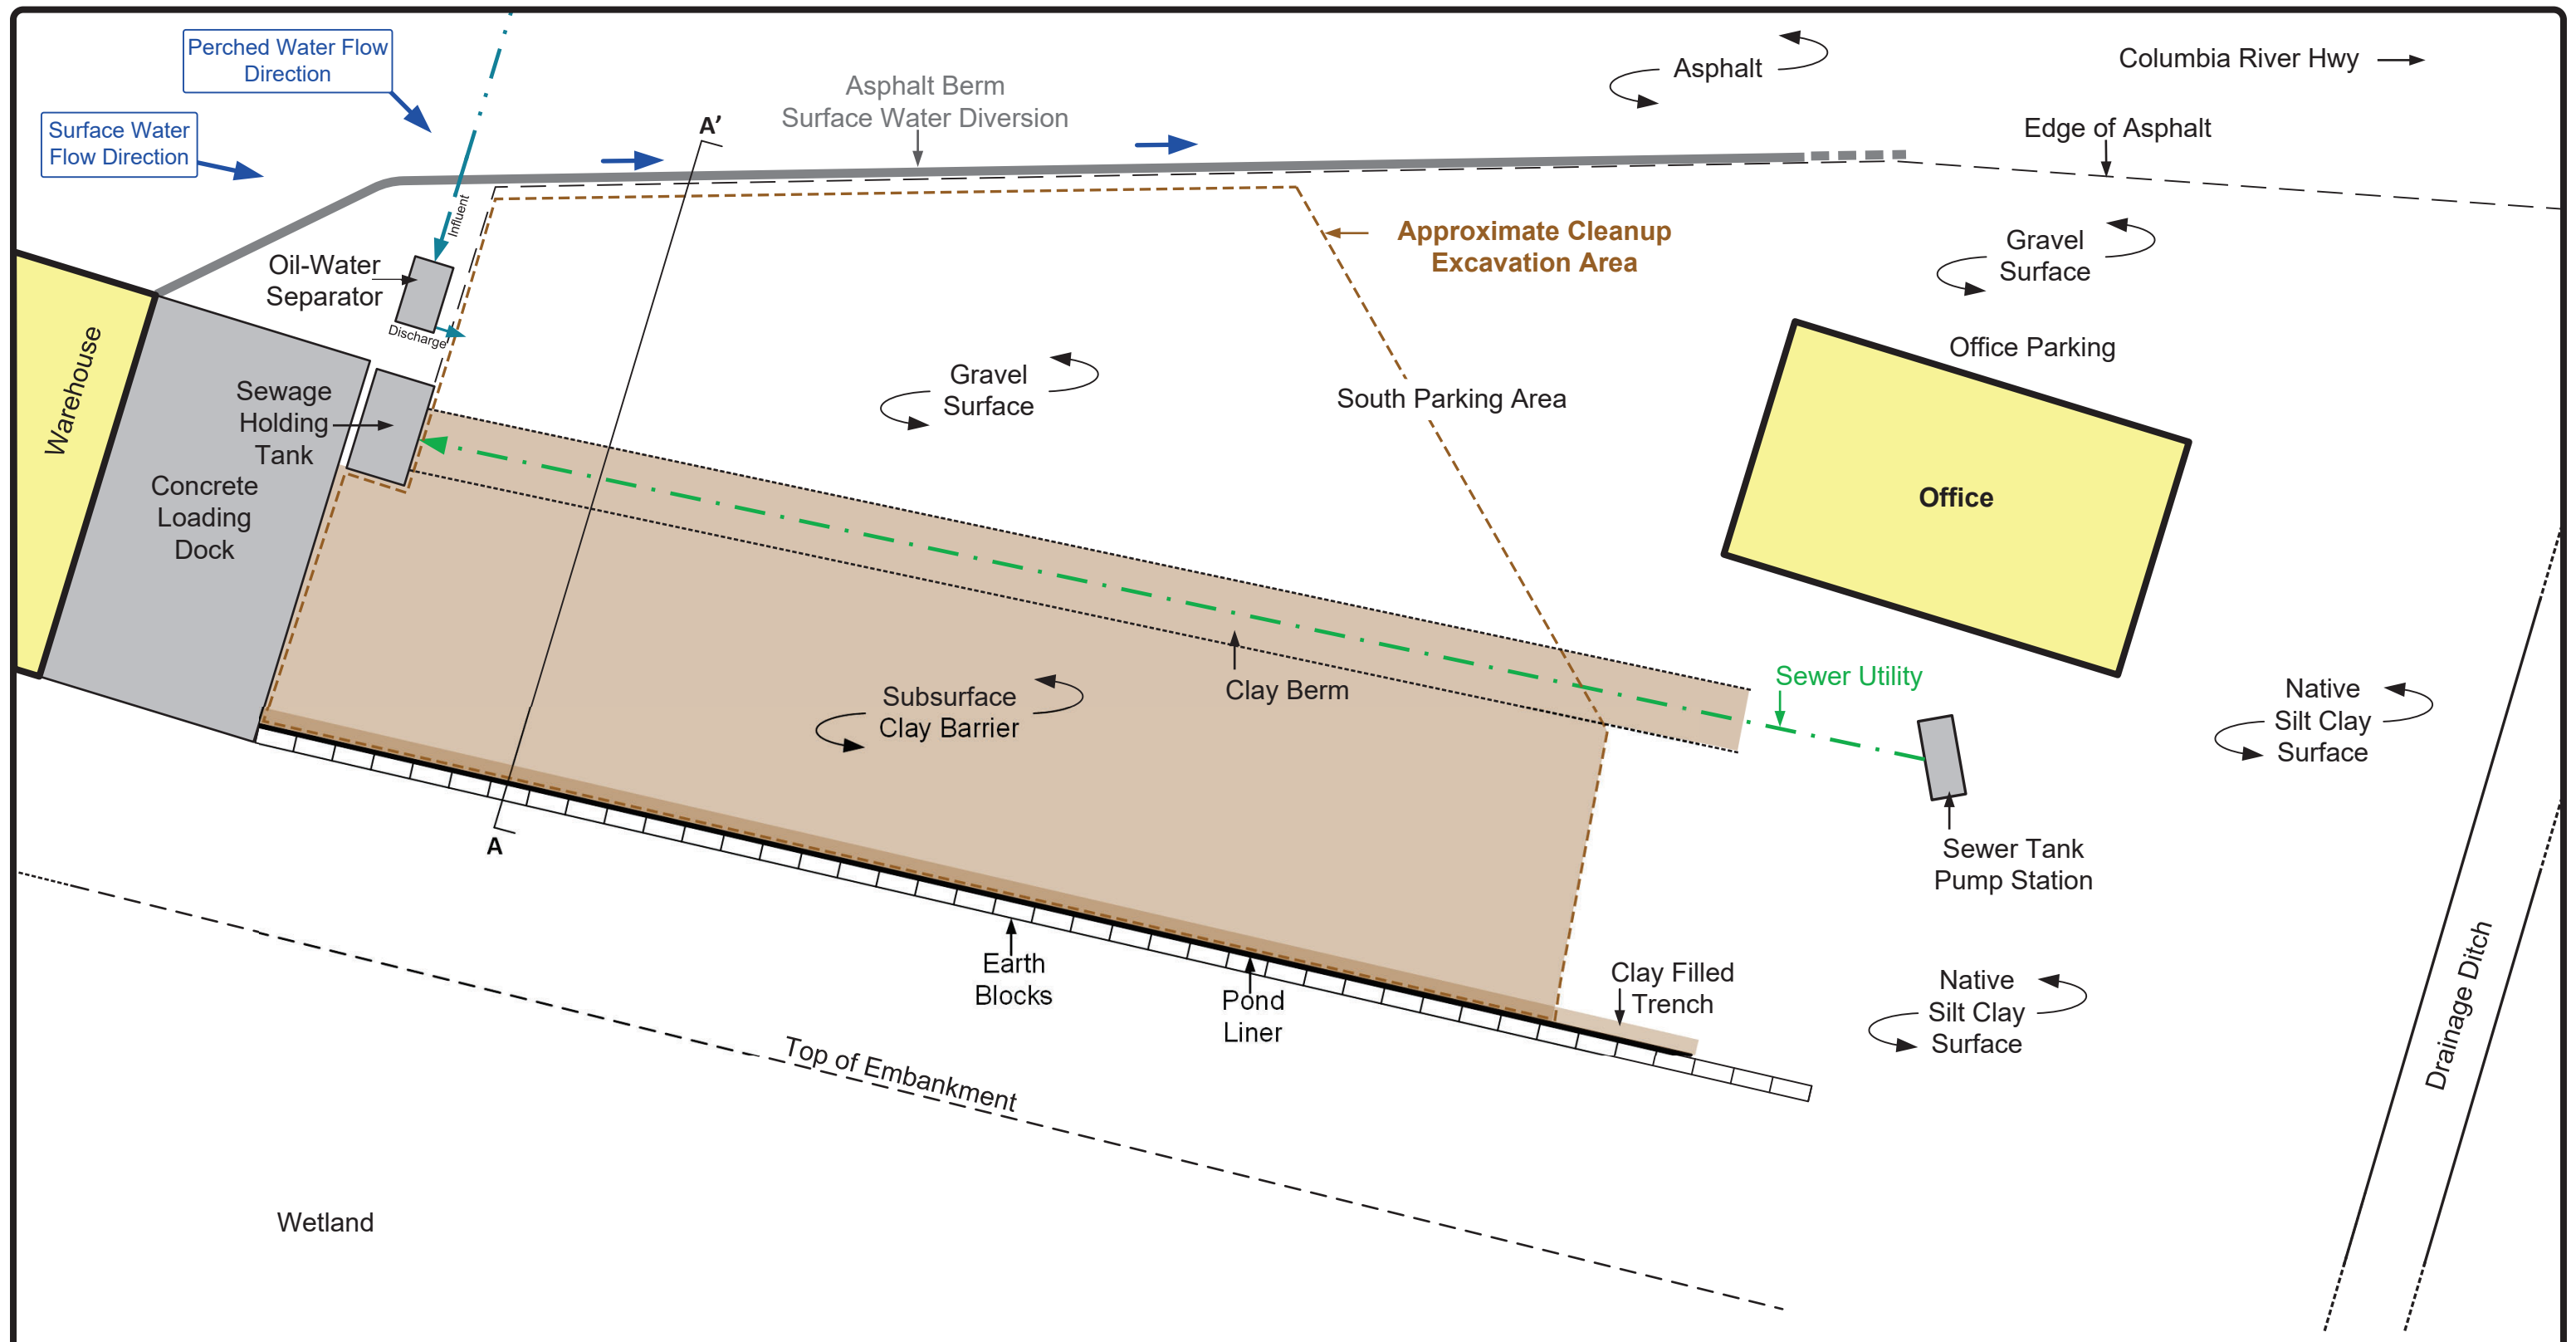 Perched Water Flow
Direction
Surface Water
Flow Direction
Asphalt Berm
Surface Water Diversion
Asphalt
Columbia River Hwy
Edge of Asphalt
A’
Influent
Oil-Water
Separator
Discharge
Approximate Cleanup
Excavation Area
Gravel
Surface
Office Parking
Warehouse
Sewage
Holding
Tank
Gravel
Surface
South Parking Area
Concrete
Loading
Dock
Office
Subsurface
Clay Barrier
Clay Berm
Sewer Utility
Native
Silt Clay
Surface
A
Sewer Tank
Pump Station
Earth
Blocks
Pond
Liner
Clay Filled
Trench
Native
Silt Clay
Surface
Drainage Ditch
Top of Embankment
Wetland